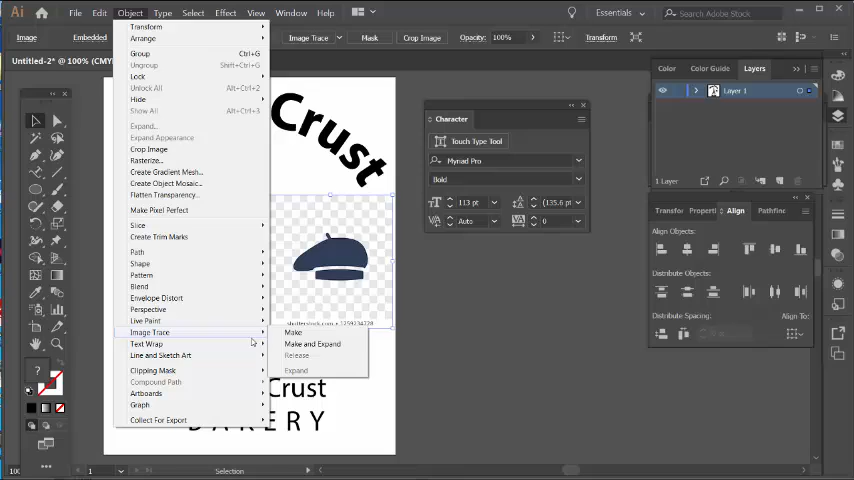 Ai File Edit Object Type Select Effect View Window Help Essentials Search Adobe Stock
Image Embedded Image Trace Mask Crop Image Opacity: 100% Transform
Untitled-2* @ 100% (CMY
Transform
Arrange
Group Ctrl+G
Ungroup Shift+Ctrl+G
Lock
Unlock All Alt+Ctrl+2
Hide
Show All Alt+Ctrl+3
Expand...
Expand Appearance
Crop Image
Rasterize...
Create Gradient Mesh...
Create Object Mosaic...
Flatten Transparency...
Make Pixel Perfect
Slice
Create Trim Marks
Path
Shape
Pattern
Blend
Envelope Distort
Perspective
Live Paint
Image Trace
Text Wrap
Line and Sketch Art
Clipping Mask
Compound Path
Artboards
Graph
Collect For Export
Make
Make and Expand
Release
Expand
Crust
shutterstock.com • 1259234728
Crust
BAKERY
Character
Touch Type Tool
Myriad Pro
Bold
113 pt (135.6 p
Auto 0
Color Color Guide Layers
Layer 1
1 Layer
Transfor Properti Align Pathfinc
Align Objects:
Distribute Objects:
Distribute Spacing: Align To:
?
100
1 Selection